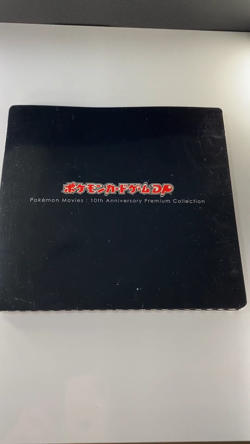 ポケモンカードゲームDP
Pokémon Movies : 10th Anniversary Premium Collection